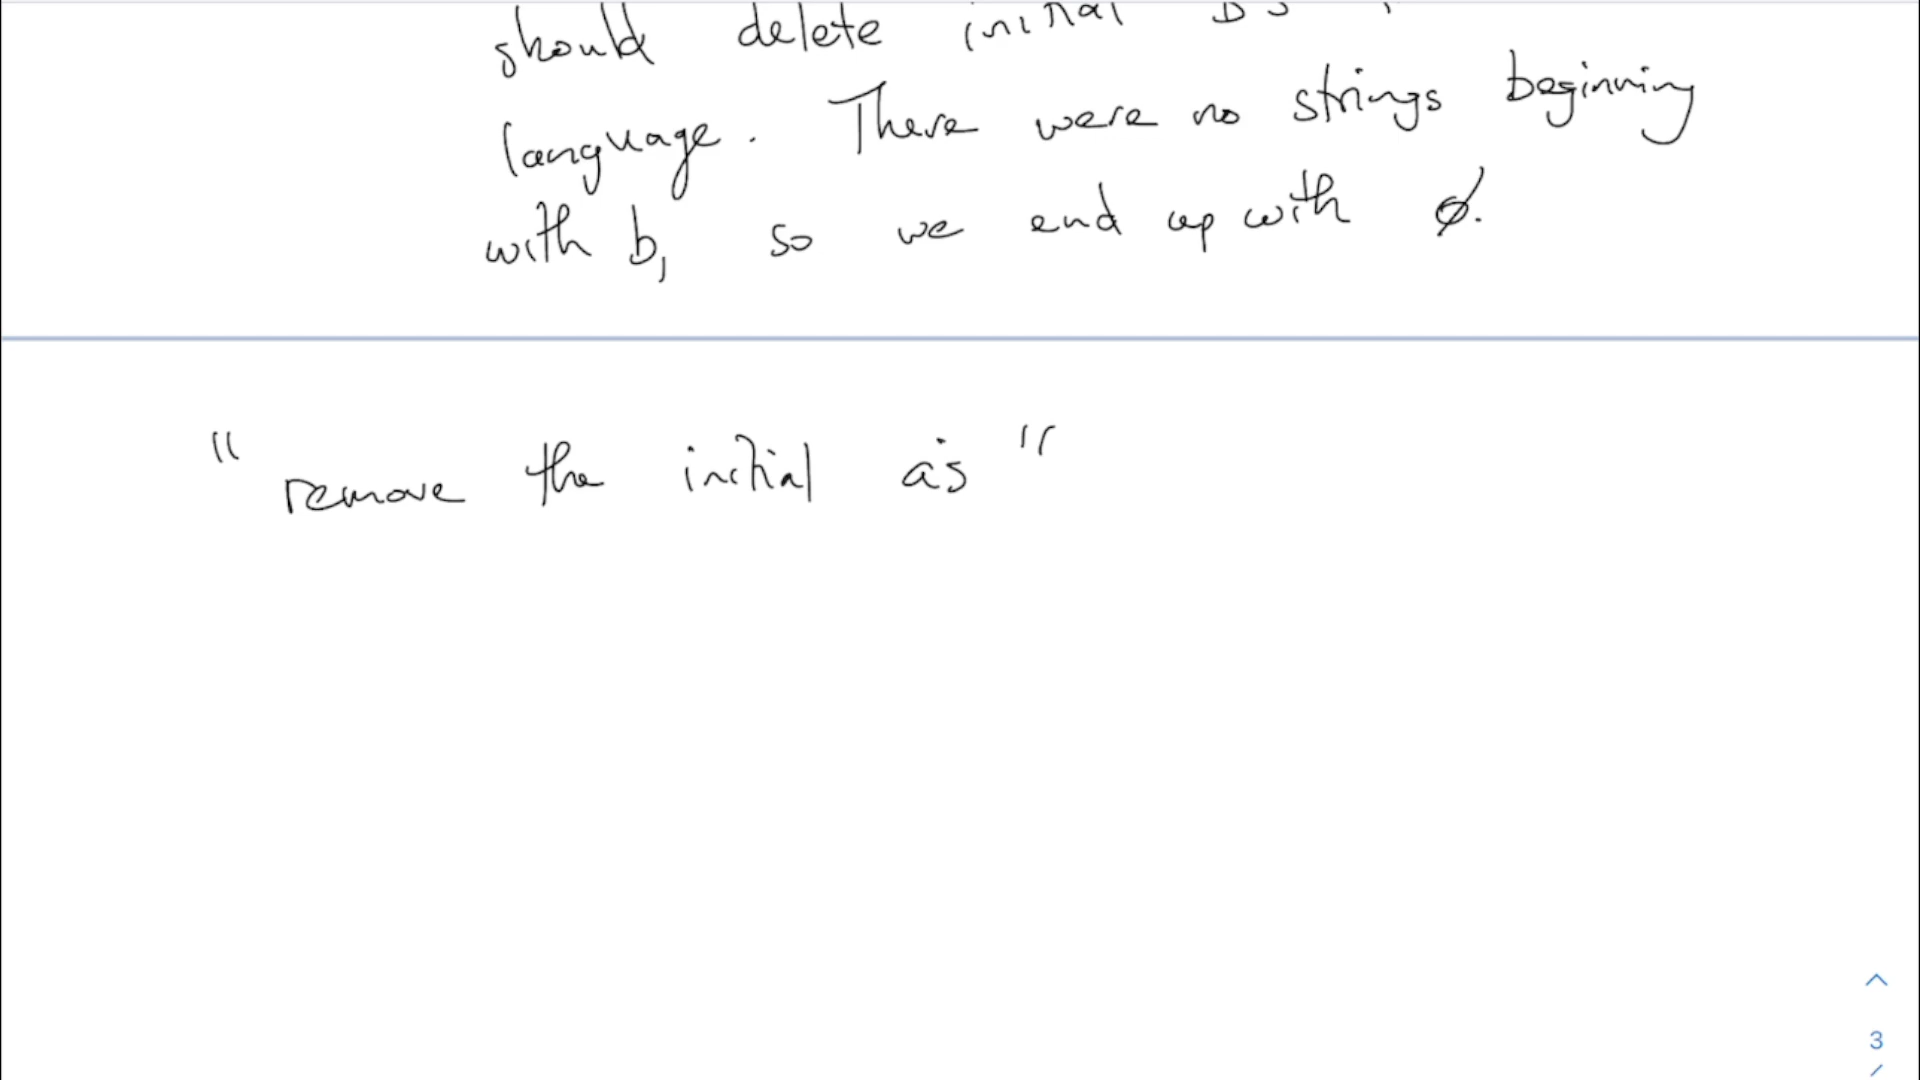 should delete initial b's
language. There were no strings beginning
with b, so we end up with ∅.
" remove the initial a's "
3